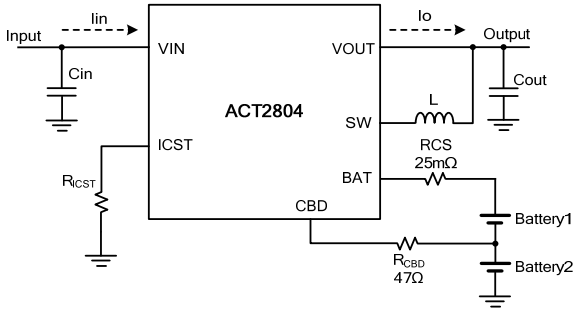 Iin
Io
Input
Output
VIN
VOUT
Cin
Cout
ACT2804
L
SW
ICST
RCS
25mΩ
RICST
BAT
CBD
Battery1
RCBD
47Ω
Battery2